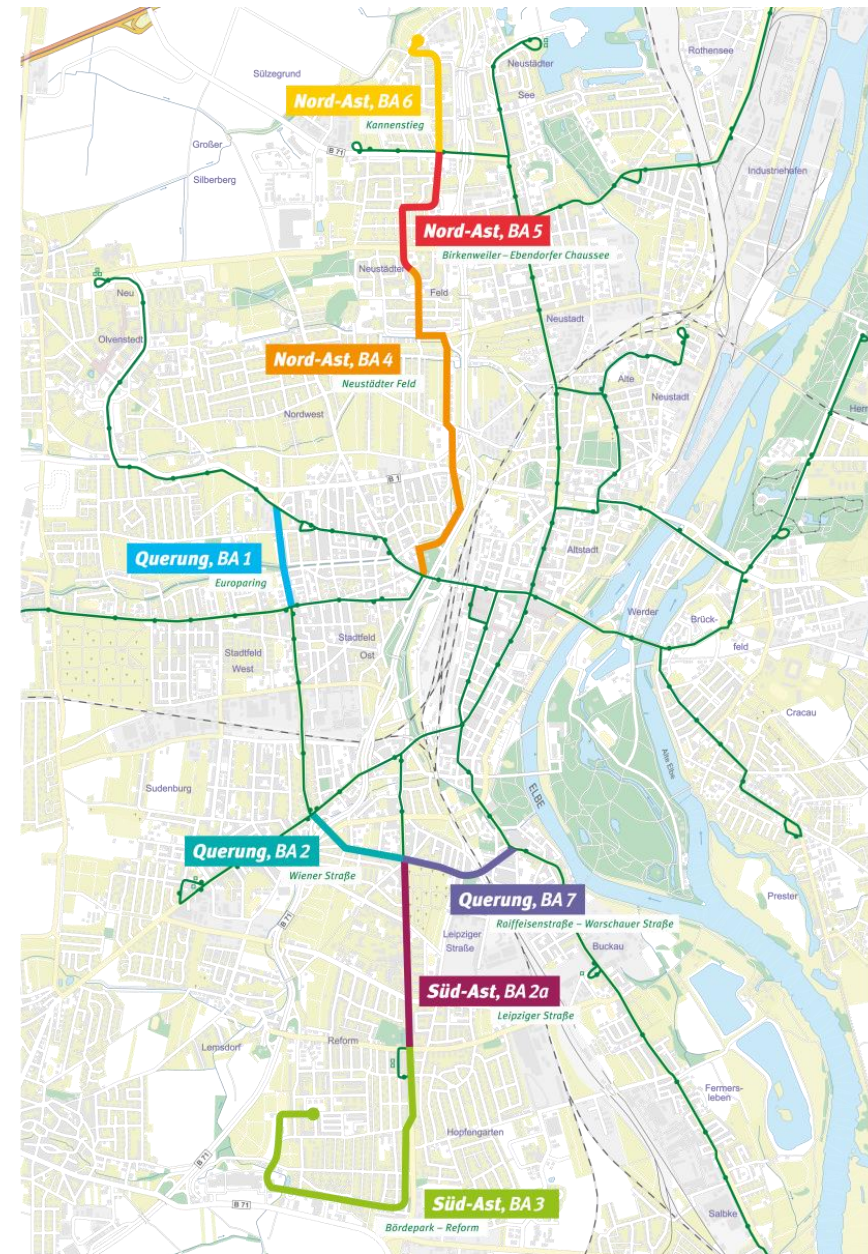 Rothensee
Neustädter
See
Sülzegrund
Nord-Ast, BA 6
Kannenstieg
Großer
B 71
Silberberg
Industriehafen
Nord-Ast, BA 5
Birkenweiler – Ebendorfer Chaussee
Neustädter
Feld
Neu
Olvenstedt
Neustadt
Nord-Ast, BA 4
Neustädter Feld
Alte
Neustadt
Nordwest
Herr
B 1
Querung, BA 1
Europaring
Altstadt
Werder
Brück-
feld
Stadtfeld
Ost
Stadtfeld
West
Cracau
Alte Elbe
ELBE
Sudenburg
Querung, BA 2
Wiener Straße
Querung, BA 7
Raiffeisenstraße – Warschauer Straße
Prester
B 71
Leipziger
Straße
Buckau
Süd-Ast, BA 2a
Leipziger Straße
Lemsdorf
Reform
Fermers-
leben
Hopfengarten
B 71
B 71
Süd-Ast, BA 3
Bördepark – Reform
Salbke